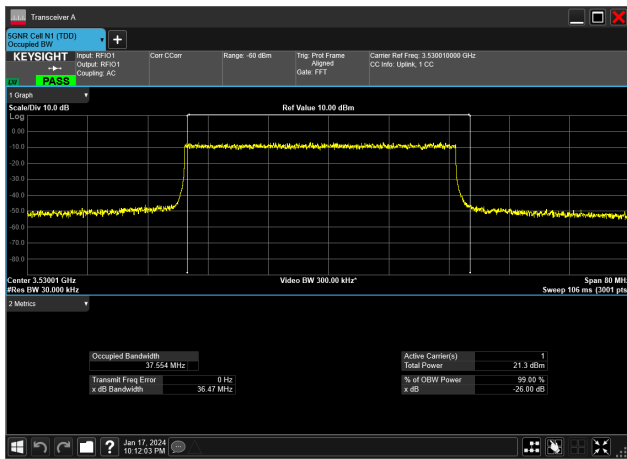 Transceiver A
5GNR Cell N1 (TDD)
Occupied BW
KEYSIGHT
LNI
PASS
Input: RFIO1
Output: RFIO1
Coupling: AC
Corr CCorr
Range: -60 dBm
Trig: Prot Frame
Aligned
Gate: FFT
Carrier Ref Freq: 3.530010000 GHz
CC Info: Uplink, 1 CC
1 Graph
Scale/Div 10.0 dB
Ref Value 10.00 dBm
Log
0.00
-10.0
-20.0
-30.0
-40.0
-50.0
-60.0
-70.0
-80.0
Center 3.53001 GHz
Video BW 300.00 kHz*
Span 80 MHz
#Res BW 30.000 kHz
Sweep 106 ms (3001 pts
2 Metrics
Occupied Bandwidth
37.554 MHz
Transmit Freq Error 0 Hz
x dB Bandwidth 36.47 MHz
Active Carrier(s) 1
Total Power 21.3 dBm
% of OBW Power 99.00 %
x dB -26.00 dB
?
Jan 17, 2024
10:12:03 PM